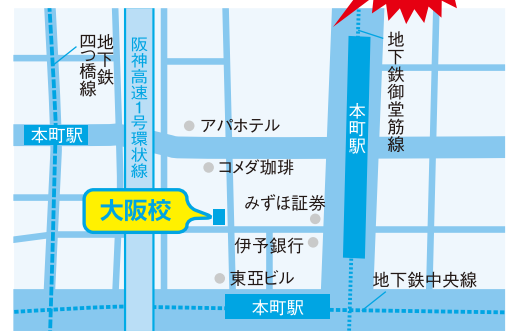 地下鉄
四つ橋線
阪神高速1号環状線
地下鉄御堂筋線
本町駅
本町駅
アパホテル
コメダ珈琲
みずほ証券
大阪校
伊予銀行
東亞ビル
地下鉄中央線
本町駅